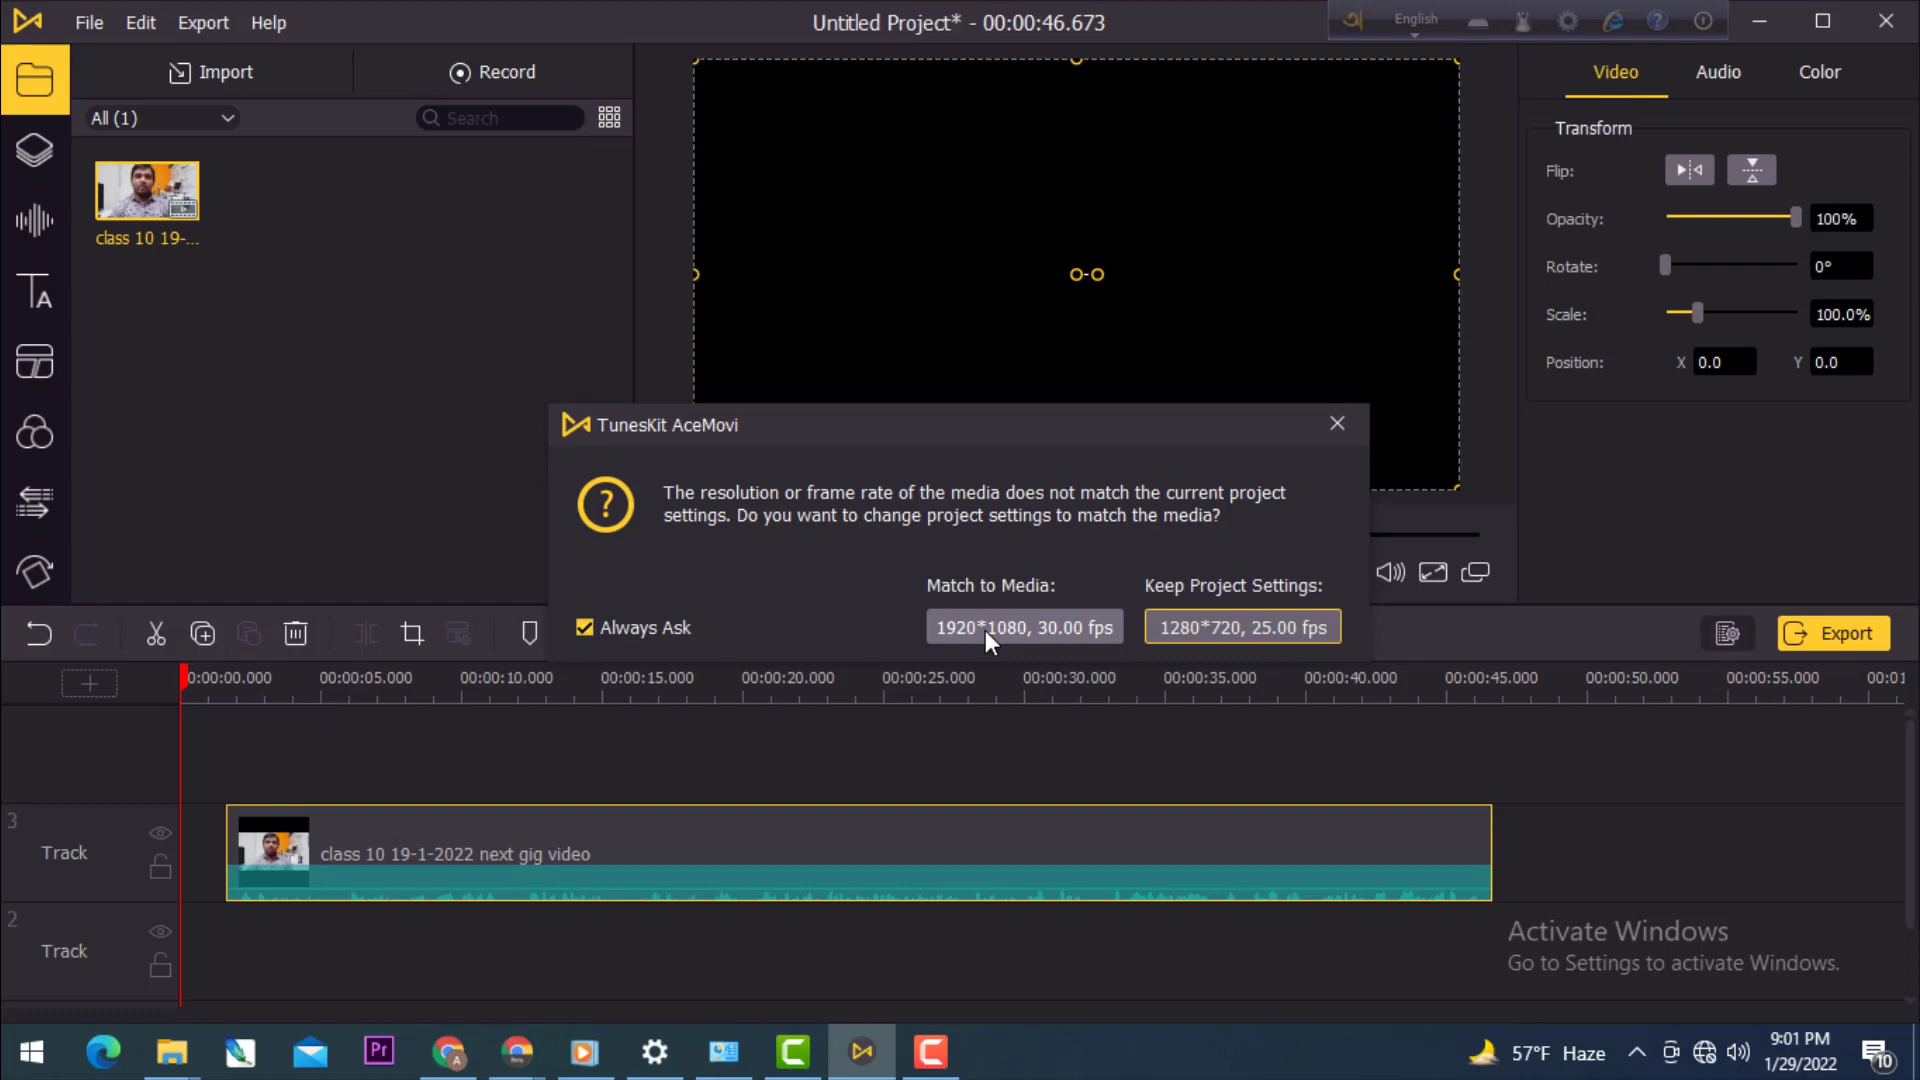 File Edit Export Help
Untitled Project* - 00:00:46.673
English
Import Record
Video Audio Color
All (1)
Search
Transform
Flip:
Opacity: 100%
Rotate: 0°
Scale: 100.0%
Position: X 0.0 Y 0.0
class 10 19-...
TunesKit AceMovi
The resolution or frame rate of the media does not match the current project
settings. Do you want to change project settings to match the media?
Match to Media: Keep Project Settings:
Always Ask 1920*1080, 30.00 fps 1280*720, 25.00 fps
Export
0:00:00.000 00:00:05.000 00:00:10.000 00:00:15.000 00:00:20.000 00:00:25.000 00:00:30.000 00:00:35.000 00:00:40.000 00:00:45.000 00:00:50.000 00:00:55.000 00:01
3
Track
class 10 19-1-2022 next gig video
2
Track
Activate Windows
Go to Settings to activate Windows.
Pr
57°F Haze
9:01 PM
1/29/2022
10